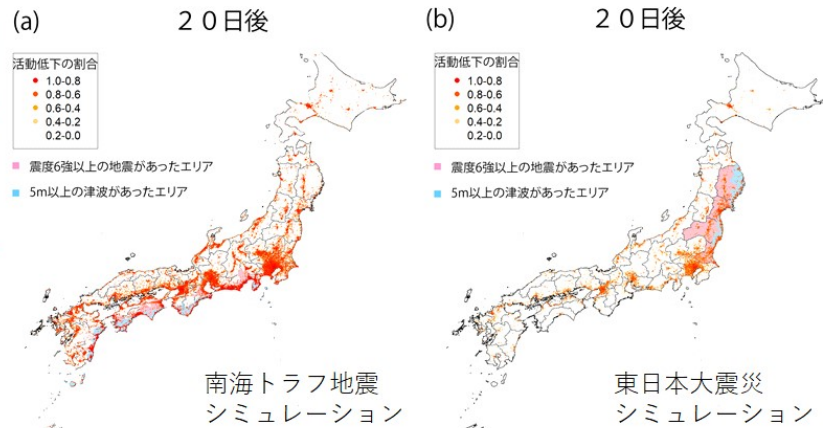 (a)
２０日後
活動低下の割合
1.0-0.8
0.8-0.6
0.6-0.4
0.4-0.2
0.2-0.0
震度6強以上の地震があったエリア
5m以上の津波があったエリア
南海トラフ地震
シミュレーション
(b)
２０日後
活動低下の割合
1.0-0.8
0.8-0.6
0.6-0.4
0.4-0.2
0.2-0.0
震度6強以上の地震があったエリア
5m以上の津波があったエリア
東日本大震災
シミュレーション